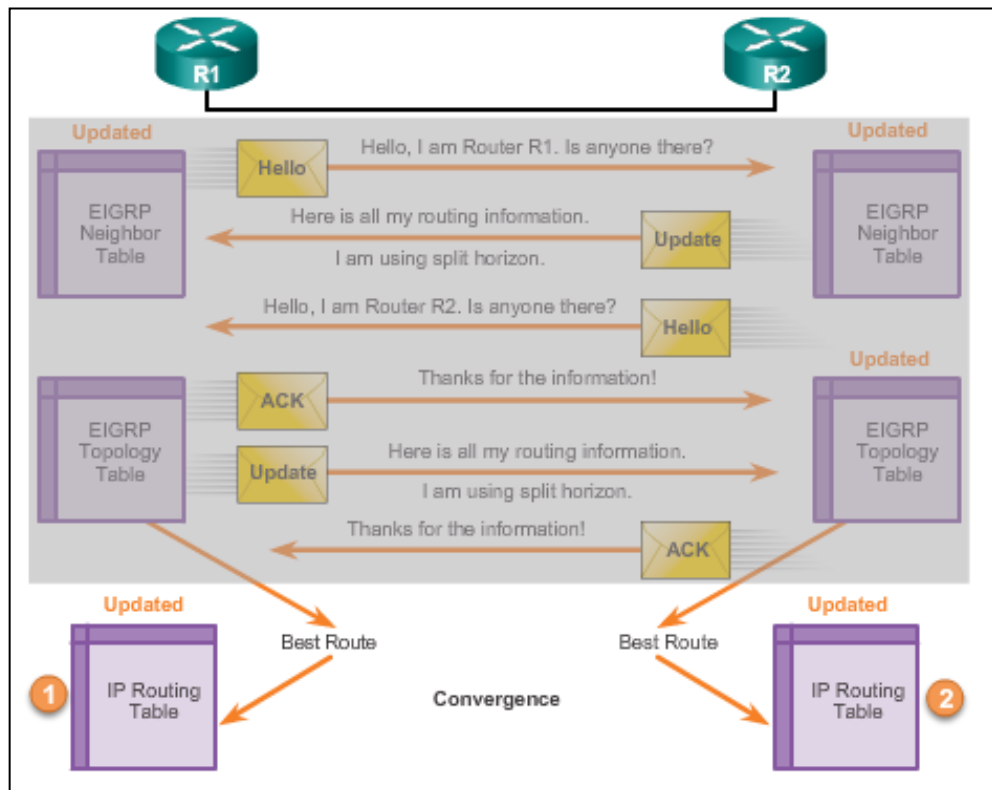 R1
R2
Updated
Updated
Hello, I am Router R1. Is anyone there?
Hello
EIGRP
Neighbor
Table
EIGRP
Neighbor
Table
Here is all my routing information.
Update
I am using split horizon.
Hello, I am Router R2. Is anyone there?
Hello
Updated
Thanks for the information!
ACK
EIGRP
Topology
Table
EIGRP
Topology
Table
Here is all my routing information.
Update
I am using split horizon.
Thanks for the information!
ACK
Updated
Updated
Best Route
Best Route
1
IP Routing
Table
Convergence
IP Routing
Table
2